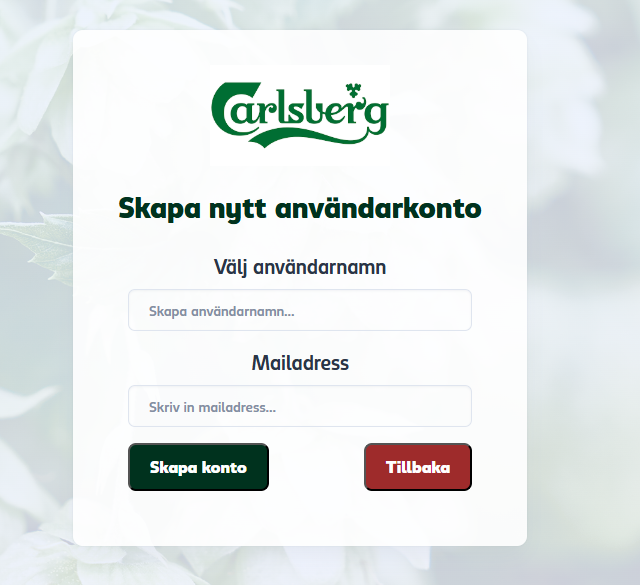 Carlsberg
Skapa nytt användarkonto
Välj användarnamn
Skapa användarnamn...
Mailadress
Skriv in mailadress...
Skapa konto
Tillbaka